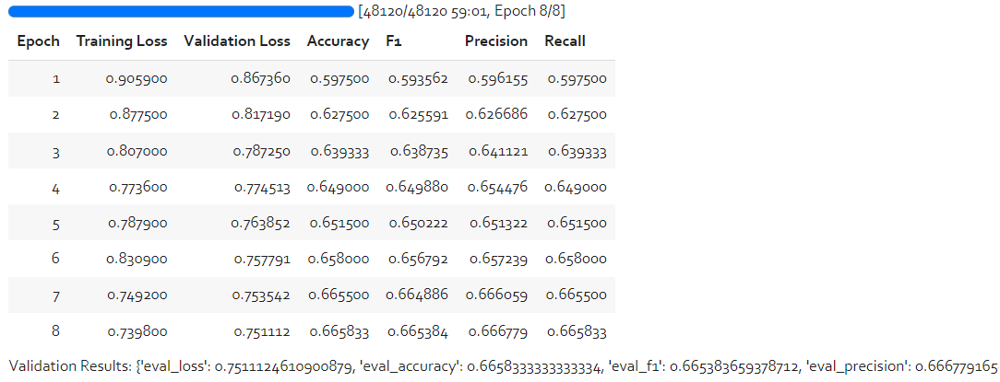 [48120/48120 59:01, Epoch 8/8]
Epoch Training Loss Validation Loss Accuracy F1 Precision Recall
1 0.905900 0.867360 0.597500 0.593562 0.596155 0.597500
2 0.877500 0.817190 0.627500 0.625591 0.626686 0.627500
3 0.807000 0.787250 0.639333 0.638735 0.641121 0.639333
4 0.773600 0.774513 0.649000 0.649880 0.654476 0.649000
5 0.787900 0.763852 0.651500 0.650222 0.651322 0.651500
6 0.830900 0.757791 0.658000 0.656792 0.657239 0.658000
7 0.749200 0.753542 0.665500 0.664886 0.666059 0.665500
8 0.739800 0.751112 0.665833 0.665384 0.666779 0.665833
Validation Results: {'eval_loss': 0.7511124610900879, 'eval_accuracy': 0.6658333333333334, 'eval_f1': 0.665383659378712, 'eval_precision': 0.666779165